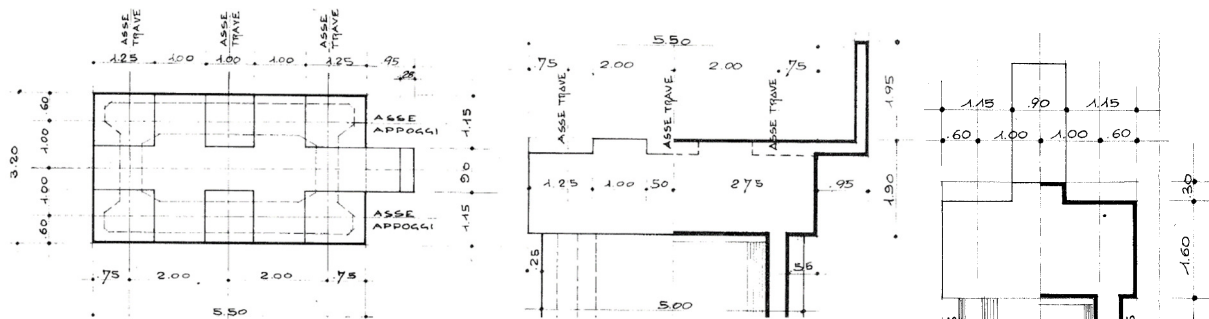 ASSE TRAVE
ASSE TRAVE
ASSE TRAVE
1.25 1.00 1.00 1.00 1.25 .95
.25
.60
1.00
3.20
1.00
.60
ASSE APPOGGI
ASSE APPOGGI
1.15
.90
1.15
.75 2.00 2.00 .75
5.50
5.50
.75 2.00 2.00 .75
ASSE TRAVE
ASSE TRAVE
ASSE TRAVE
1.95
1.25 1.00 .50 2.75 .95
1.90
.25
.55
5.00
1.15 .90 1.15
.60 1.00 1.00 .60
.30
1.60